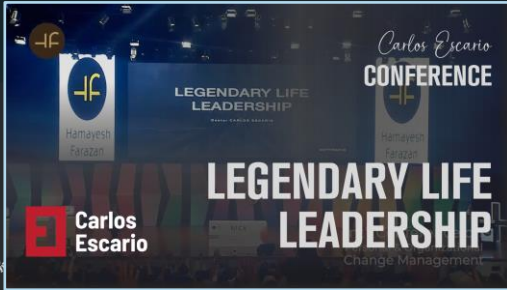 Carlos Escario
CONFERENCE
LEGENDARY LIFE
LEADERSHIP
Hamayesh
Farazan
Hamayesh
Farazan
LEGENDARY LIFE
LEADERSHIP
Carlos
Escario
Change Management